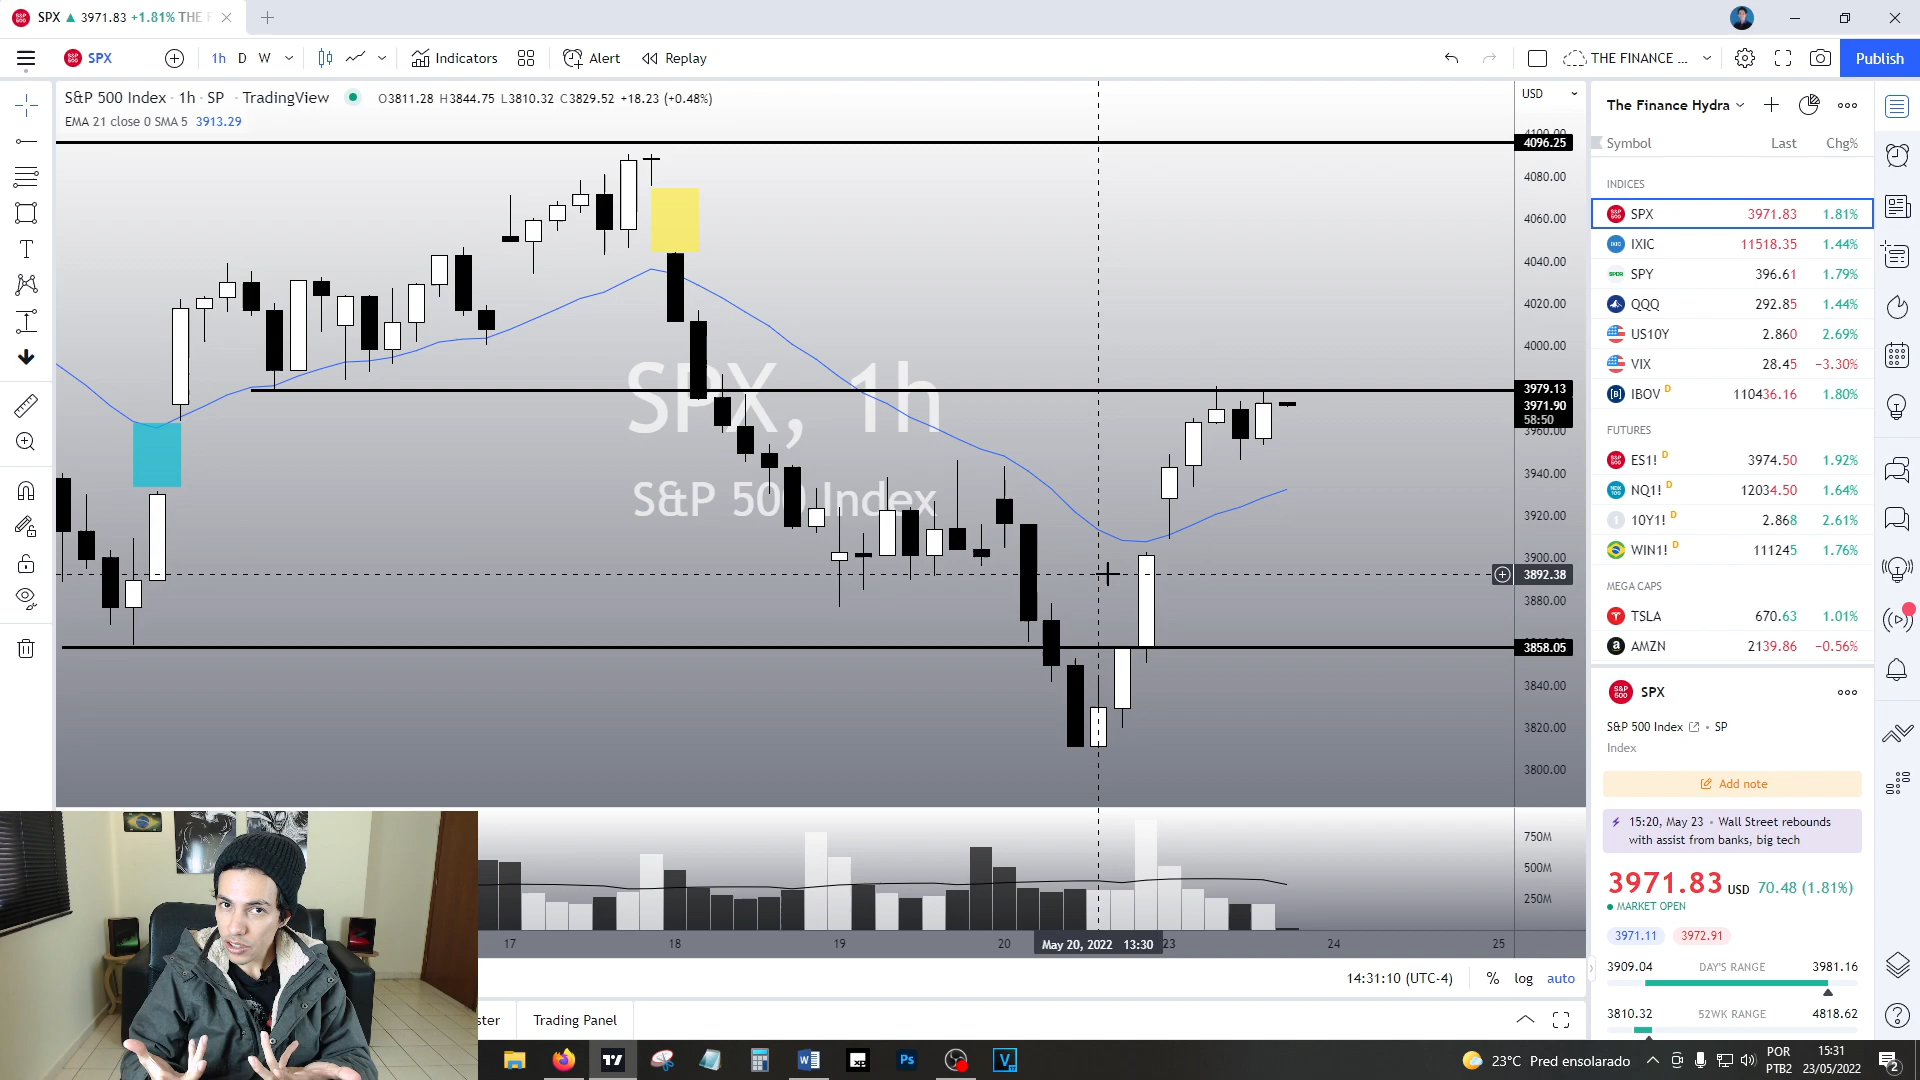 SPX ▲ 3971.83 +1.81% THE F
SPX 1h D W Indicators Alert Replay THE FINANCE ... Publish
S&P 500 Index · 1h · SP · TradingView O3811.28 H3844.75 L3810.32 C3829.52 +18.23 (+0.48%)
EMA 21 close 0 SMA 5 3913.29
USD
4100.00
4096.25
4080.00
4060.00
4040.00
4020.00
4000.00
3979.13
3971.90
58:50
3960.00
3940.00
3920.00
3900.00
3892.38
3880.00
3858.05
3840.00
3820.00
3800.00
SPX, 1h
S&P 500 Index
750M
500M
250M
17 18 19 20 May 20, 2022 13:30 23 24 25
14:31:10 (UTC-4) % log auto
ster Trading Panel
The Finance Hydra
Symbol Last Chg%
INDICES
SPX 3971.83 1.81%
IXIC 11518.35 1.44%
SPY 396.61 1.79%
QQQ 292.85 1.44%
US10Y 2.860 2.69%
VIX 28.45 −3.30%
IBOV D 110436.16 1.80%
FUTURES
ES1! D 3974.50 1.92%
NQ1! D 12034.50 1.64%
10Y1! D 2.868 2.61%
WIN1! D 111245 1.76%
MEGA CAPS
TSLA 670.63 1.01%
AMZN 2139.86 −0.56%
SPX
S&P 500 Index • SP
Index
Add note
15:20, May 23 • Wall Street rebounds
with assist from banks, big tech
3971.83 USD 70.48 (1.81%)
MARKET OPEN
3971.11 3972.91
3909.04 DAY'S RANGE 3981.16
3810.32 52WK RANGE 4818.62
23°C Pred ensolarado
POR
PTB2
15:31
23/05/2022
2